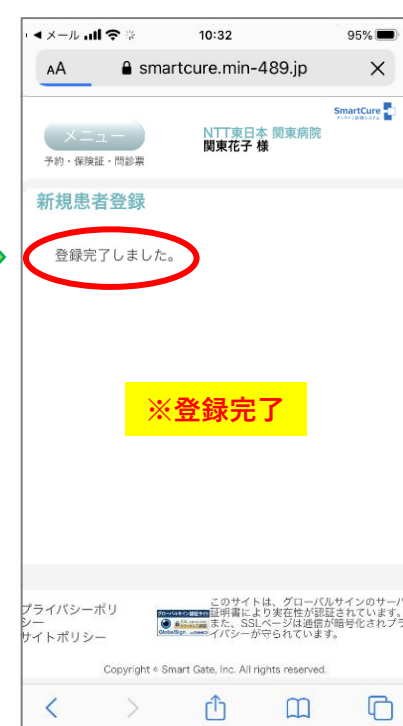 メール 10:32 95%
AA smartcure.min-489.jp
SmartCure
メニュー
予約・保険証・問診票
NTT東日本 関東病院
関東花子 様
新規患者登録
登録完了しました。
※登録完了
プライバシーポリ
シー
サイトポリシー
このサイトは、グローバルサインのサーバ
証明書により実在性が認証されています。
また、SSLページは通信が暗号化されプラ
イバシーが守られています。
GlobalSign
Copyright © Smart Gate, Inc. All rights reserved.